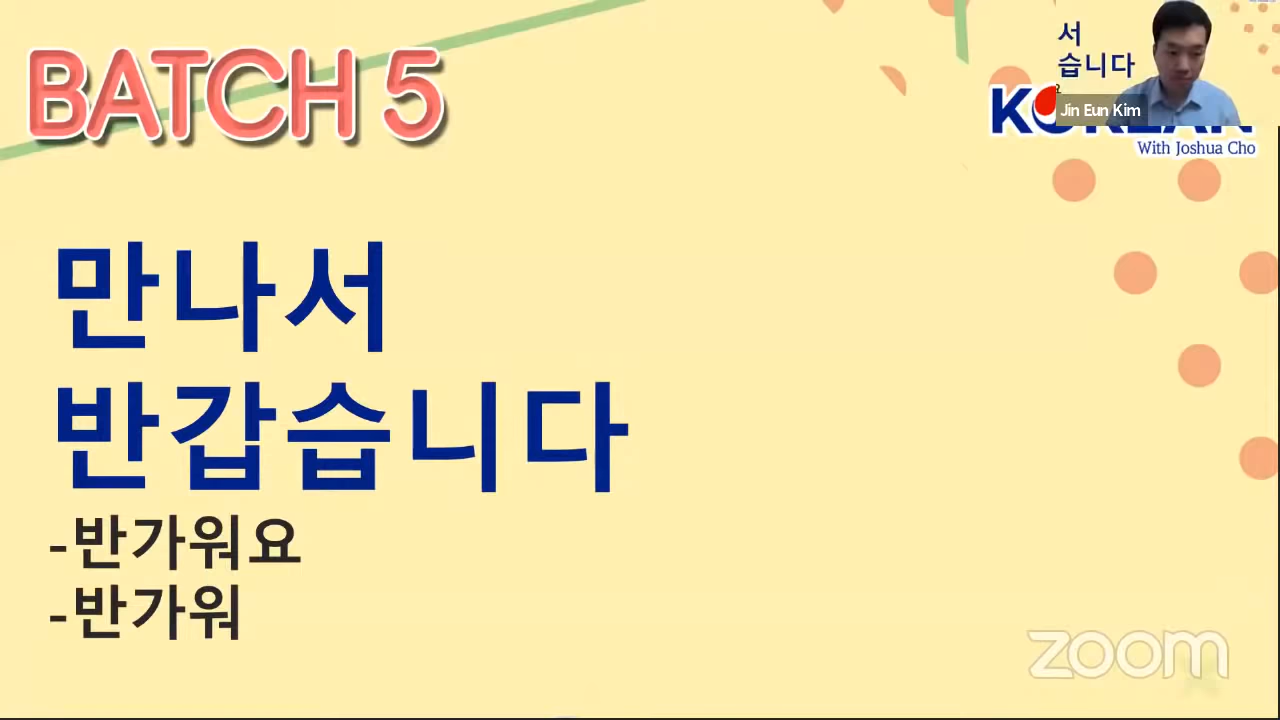 BATCH 5
서
습니다
Jin Eun Kim
With Joshua Cho
만나서
반갑습니다
-반가워요
-반가워
zoom